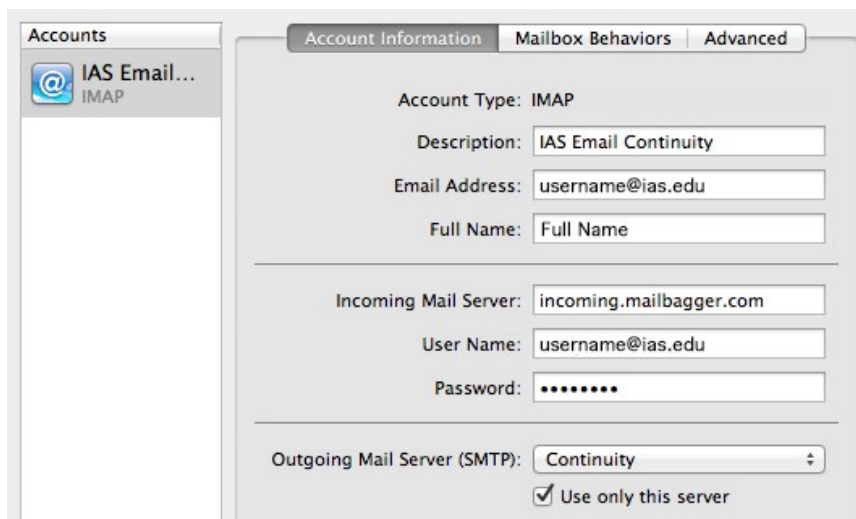 Accounts
IAS Email...
IMAP
Account Information Mailbox Behaviors Advanced
Account Type: IMAP
Description: IAS Email Continuity
Email Address: username@ias.edu
Full Name: Full Name
Incoming Mail Server: incoming.mailbagger.com
User Name: username@ias.edu
Password: ••••••••
Outgoing Mail Server (SMTP): Continuity
Use only this server